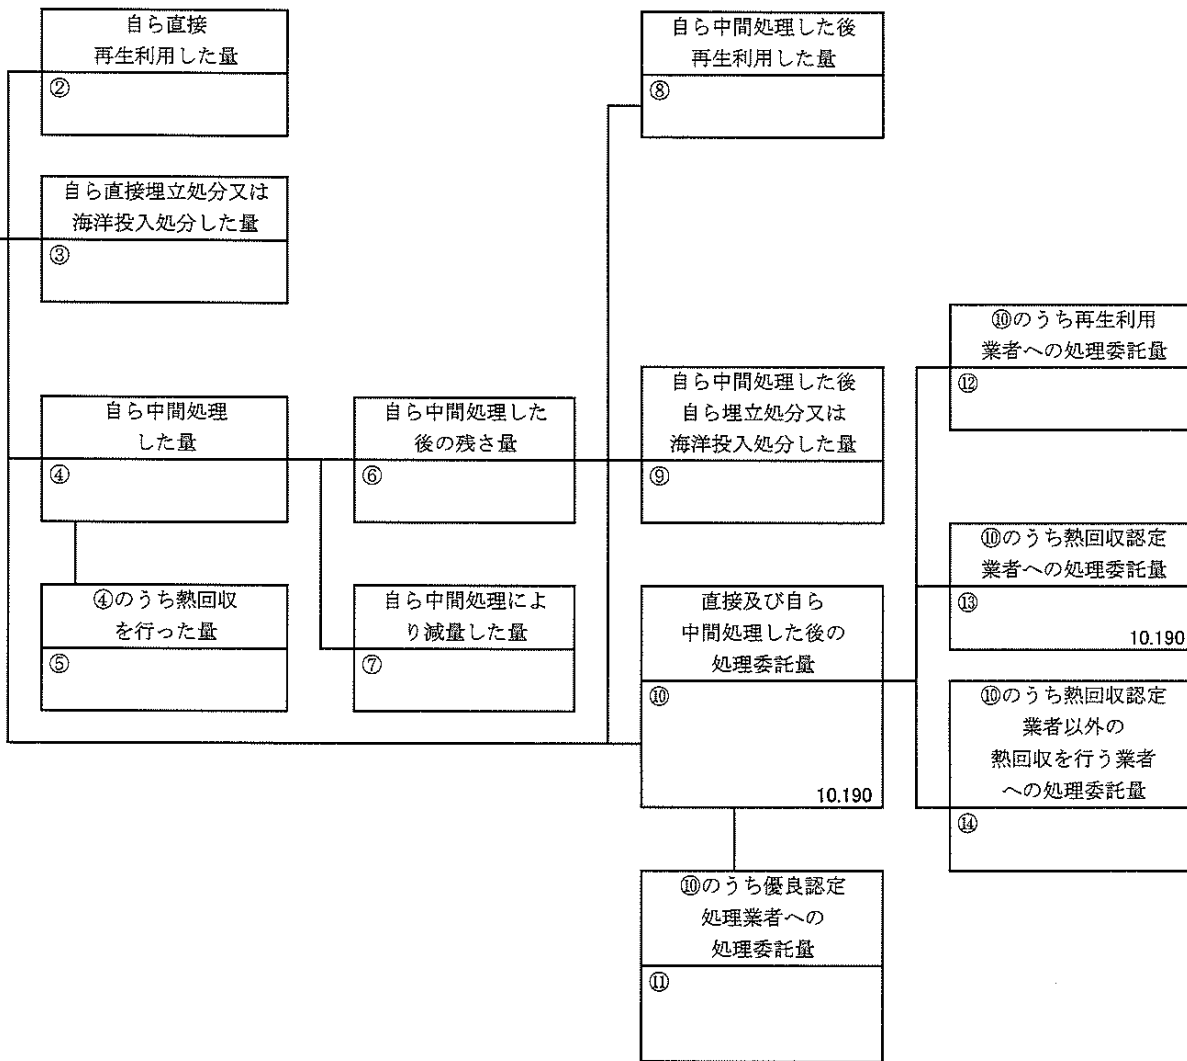 自ら直接
再生利用した量
②
自ら中間処理した後
再生利用した量
⑧
自ら直接埋立処分又は
海洋投入処分した量
③
⑩のうち再生利用
業者への処理委託量
⑫
自ら中間処理
した量
④
自ら中間処理した
後の残さ量
⑥
自ら中間処理した後
自ら埋立処分又は
海洋投入処分した量
⑨
⑩のうち熱回収認定
業者への処理委託量
⑬
10.190
④のうち熱回収
を行った量
⑤
自ら中間処理によ
り減量した量
⑦
直接及び自ら
中間処理した後の
処理委託量
⑩
10.190
⑩のうち熱回収認定
業者以外の
熱回収を行う業者
への処理委託量
⑭
⑩のうち優良認定
処理業者への
処理委託量
⑪